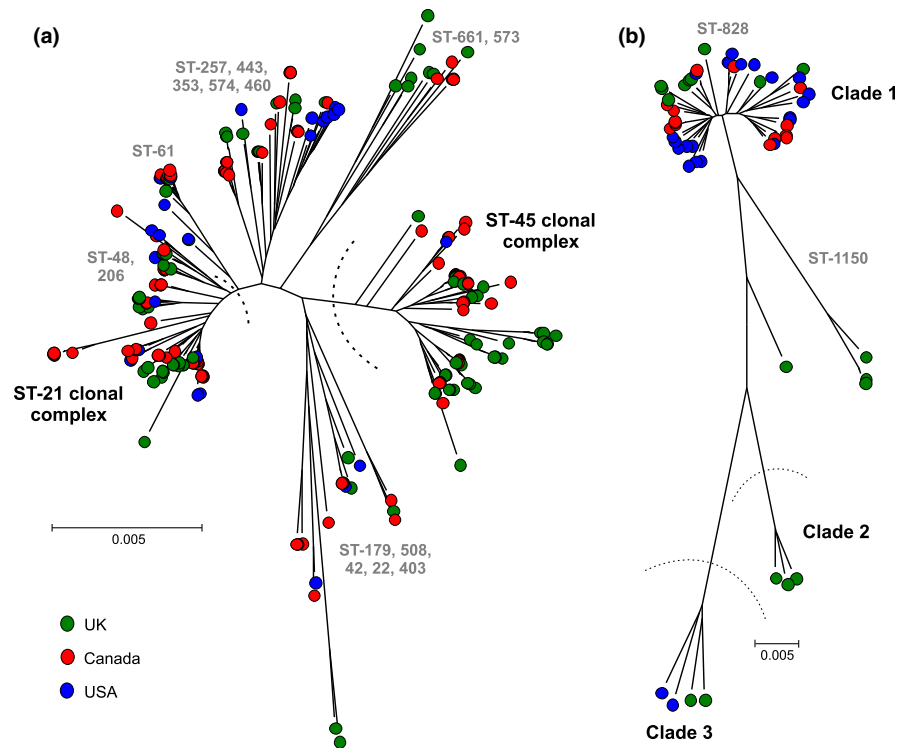 (a)
ST-661, 573
ST-257, 443,
353, 574, 460
ST-61
ST-45 clonal
complex
ST-48,
206
ST-21 clonal
complex
0.005
ST-179, 508,
42, 22, 403
UK
Canada
USA
(b)
ST-828
Clade 1
ST-1150
Clade 2
0.005
Clade 3